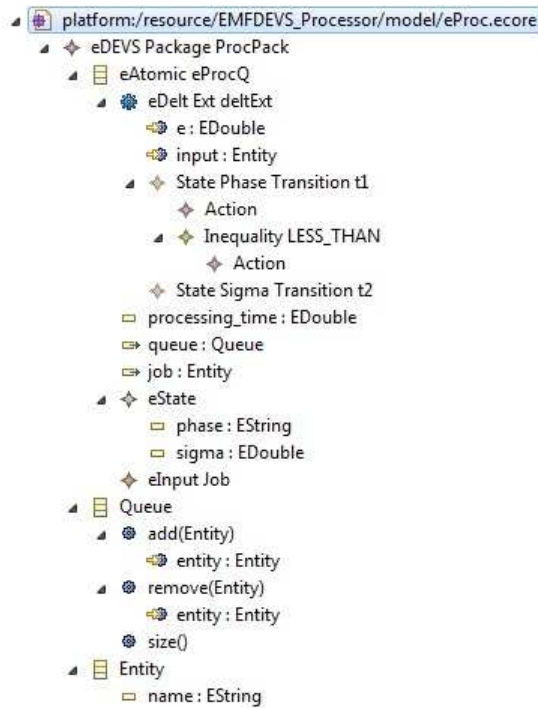 platform:/resource/EMFDEVS_Processor/model/eProc.ecore
eDEVS Package ProcPack
eAtomic eProcQ
eDelt Ext deltExt
e : EDouble
input : Entity
State Phase Transition t1
Action
Inequality LESS_THAN
Action
State Sigma Transition t2
processing_time : EDouble
queue : Queue
job : Entity
eState
phase : EString
sigma : EDouble
eInput Job
Queue
add(Entity)
entity : Entity
remove(Entity)
entity : Entity
size()
Entity
name : EString